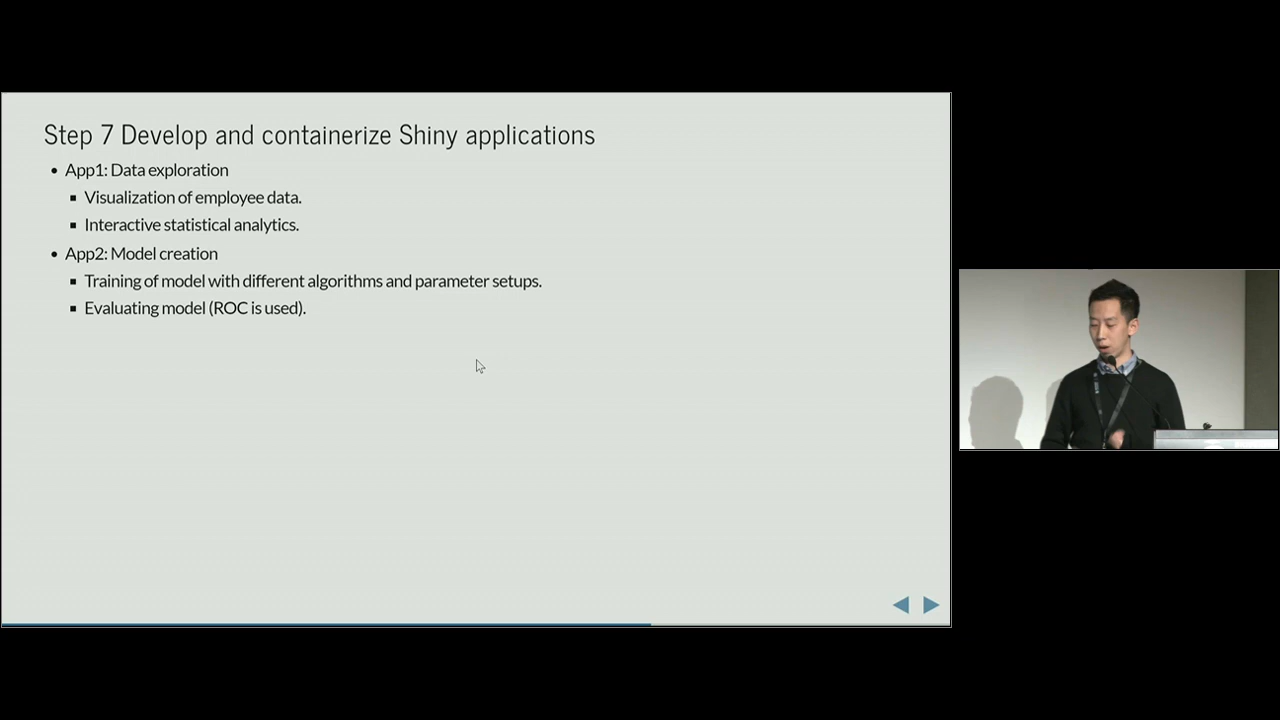 Step 7 Develop and containerize Shiny applications
App1: Data exploration
Visualization of employee data.
Interactive statistical analytics.
App2: Model creation
Training of model with different algorithms and parameter setups.
Evaluating model (ROC is used).